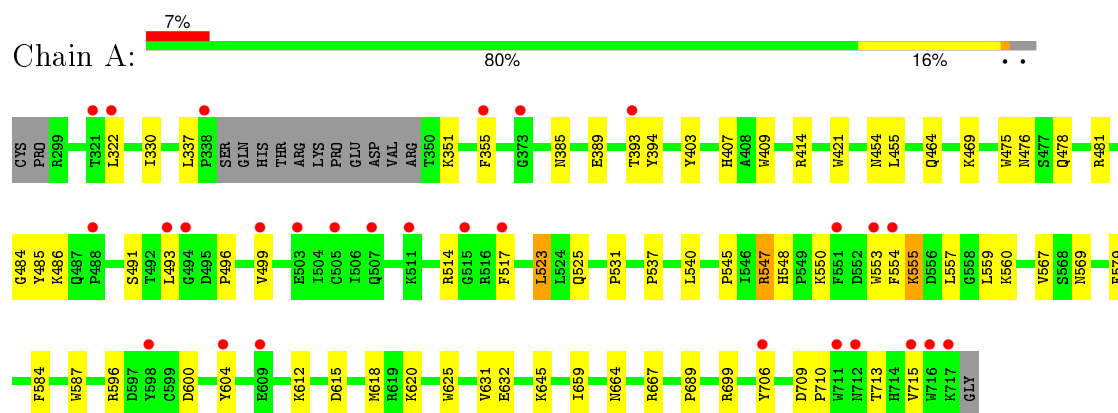 7%
Chain A:
80% 16% • •
CYS PRO R299 T321 L322 I330 L337 P338 SER GLN HIS THR ARG LYS PRO GLU ASP VAL ARG T350 K351 F355 G373 N385 E389 T393 Y394 Y403 H407 A408 W409 R414 W421 N454 L455 Q464 K469 W475 N476 S477 Q478 R481
G484 Y485 K486 Q487 P488 S491 T492 L493 G494 D495 P496 V499 E503 I504 C505 I506 Q507 K511 R514 G515 R516 F517 L523 L524 Q525 P531 P537 L540 P545 I546 R547 H548 P549 K550 F551 D552 W553 F554 K555 D556 L557 G558 L559 K560 V567 S568 N569
F584 W587 R596 D597 Y598 C599 D600 Y604 E609 K612 D615 M618 R619 K620 W625 V631 E632 K645 I659 N664 R667 P689 R699 Y706 D709 P710 W711 N712 T713 H714 V715 W716 K717 GLY